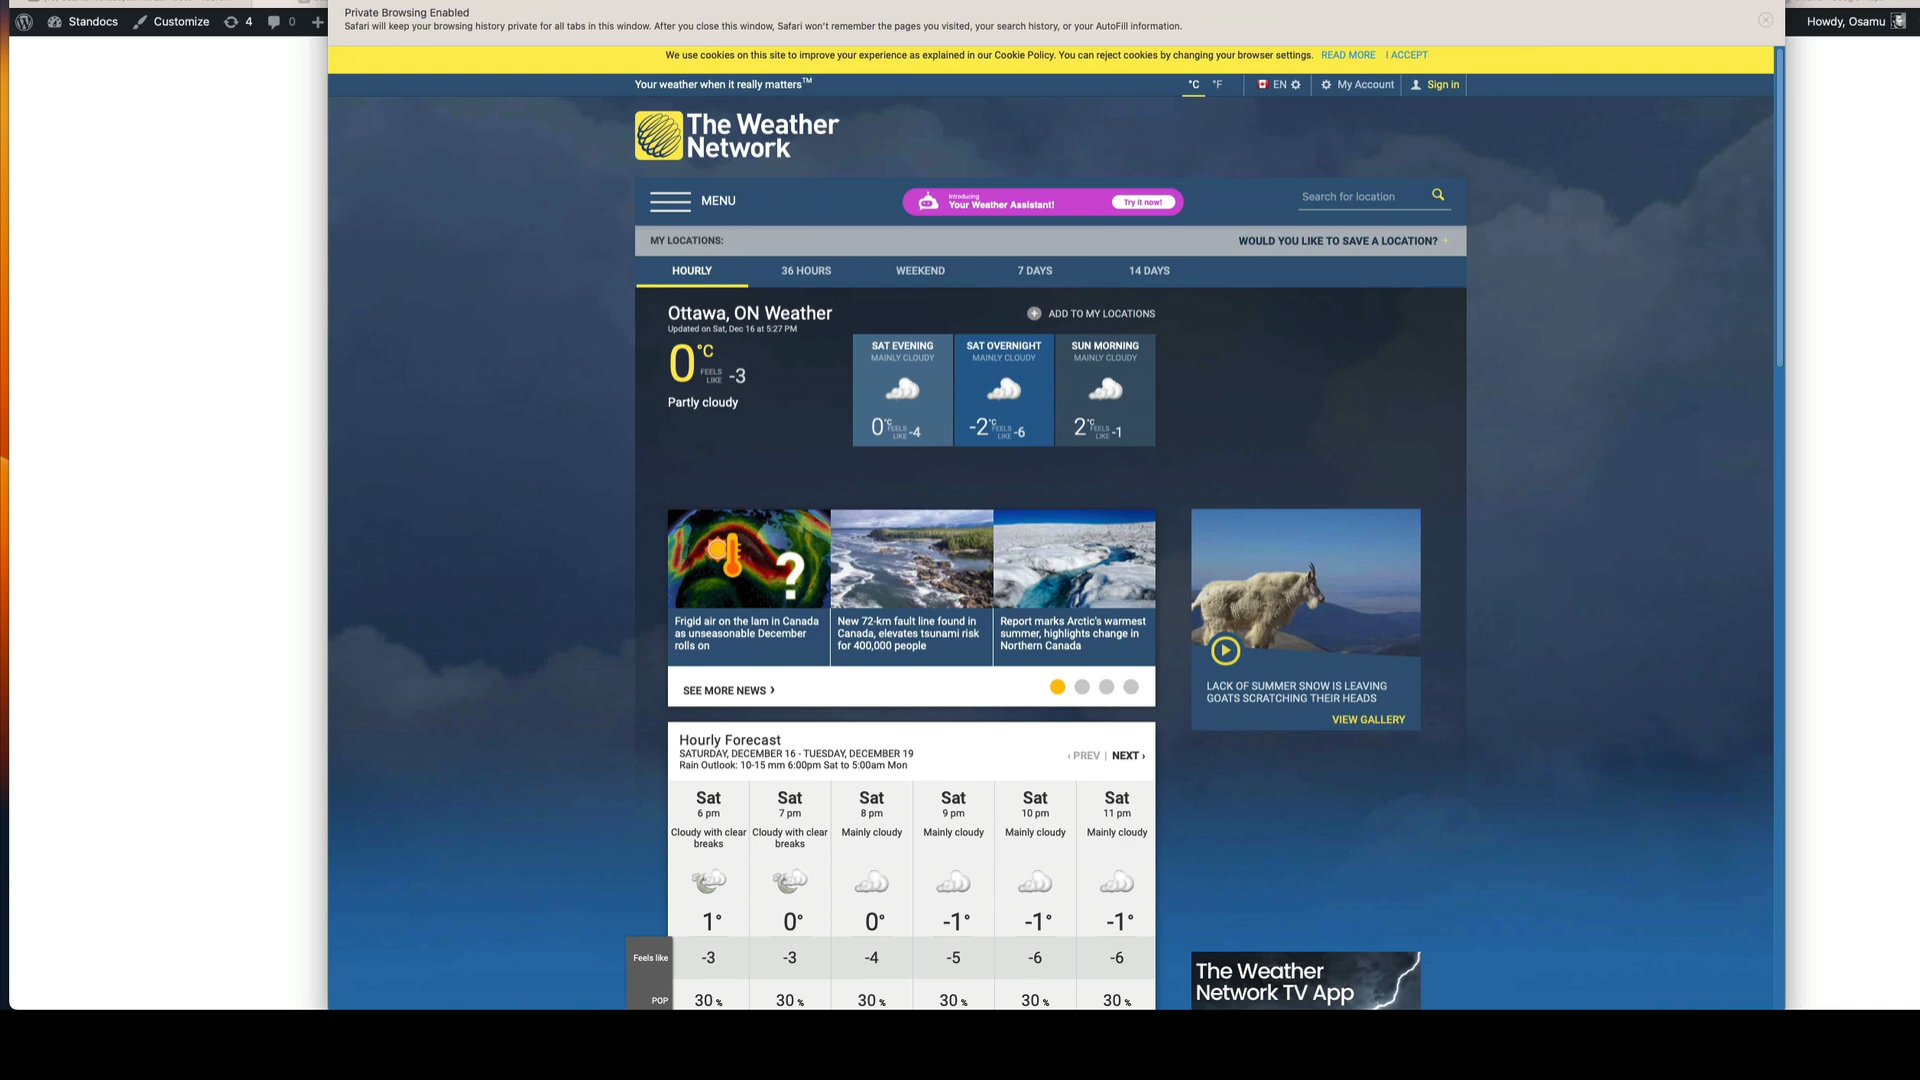 Private Browsing Enabled
Safari will keep your browsing history private for all tabs in this window. After you close this window, Safari won't remember the pages you visited, your search history, or your AutoFill information.
Standocs Customize 4 0
Howdy, Osamu
We use cookies on this site to improve your experience as explained in our Cookie Policy. You can reject cookies by changing your browser settings. READ MORE I ACCEPT
Your weather when it really matters™
°C °F EN My Account Sign in
The Weather
Network
MENU
Introducing
Your Weather Assistant!
Try it now!
Search for location
MY LOCATIONS:
WOULD YOU LIKE TO SAVE A LOCATION? +
HOURLY 36 HOURS WEEKEND 7 DAYS 14 DAYS
Ottawa, ON Weather
ADD TO MY LOCATIONS
Updated on Sat, Dec 16 at 5:27 PM
0°C
FEELS LIKE -3
Partly cloudy
SAT EVENING SAT OVERNIGHT SUN MORNING
MAINLY CLOUDY MAINLY CLOUDY MAINLY CLOUDY
0°C FEELS LIKE -4 -2°C FEELS LIKE -6 2°C FEELS LIKE -1
?
Frigid air on the lam in Canada
as unseasonable December
rolls on
New 72-km fault line found in
Canada, elevates tsunami risk
for 400,000 people
Report marks Arctic's warmest
summer, highlights change in
Northern Canada
SEE MORE NEWS ›
LACK OF SUMMER SNOW IS LEAVING
GOATS SCRATCHING THEIR HEADS
VIEW GALLERY
Hourly Forecast
SATURDAY, DECEMBER 16 - TUESDAY, DECEMBER 19
Rain Outlook: 10-15 mm 6:00pm Sat to 5:00am Mon
‹ PREV | NEXT ›
Sat Sat Sat Sat Sat Sat
6 pm 7 pm 8 pm 9 pm 10 pm 11 pm
Cloudy with clear breaks Cloudy with clear breaks Mainly cloudy Mainly cloudy Mainly cloudy Mainly cloudy
1° 0° 0° -1° -1° -1°
Feels like -3 -3 -4 -5 -6 -6
POP 30 % 30 % 30 % 30 % 30 % 30 %
The Weather
Network TV App